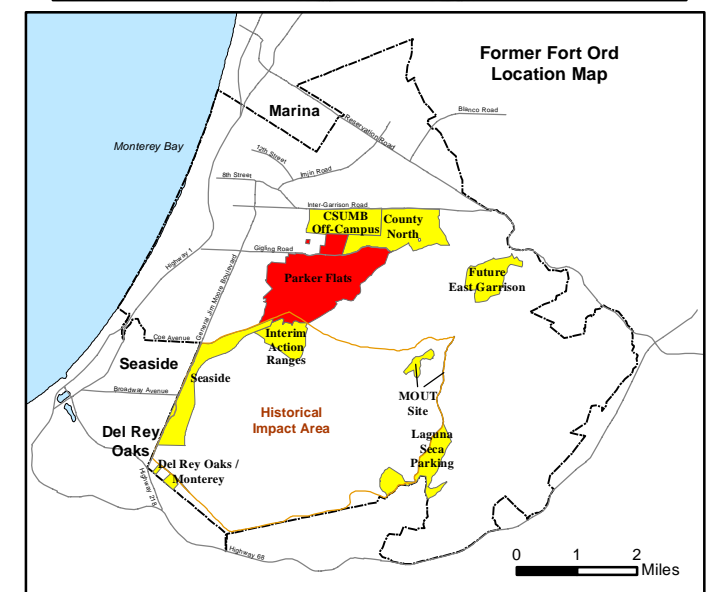 Former Fort Ord
Location Map
Marina
Blanco Road
Reservation Road
Monterey Bay
12th Street
Imjin Road
8th Street
Inter-Garrison Road
CSUMB
Off-Campus
County
North
Gigling Road
Highway 1
General Jim Moore Boulevard
Parker Flats
Future
East Garrison
Coe Avenue
Interim
Action
Ranges
Seaside
Seaside
Broadway Avenue
MOUT
Site
Historical
Impact Area
Del Rey
Oaks
Laguna
Seca
Parking
Del Rey Oaks /
Monterey
Highway 218
Highway 68
0 1 2
Miles